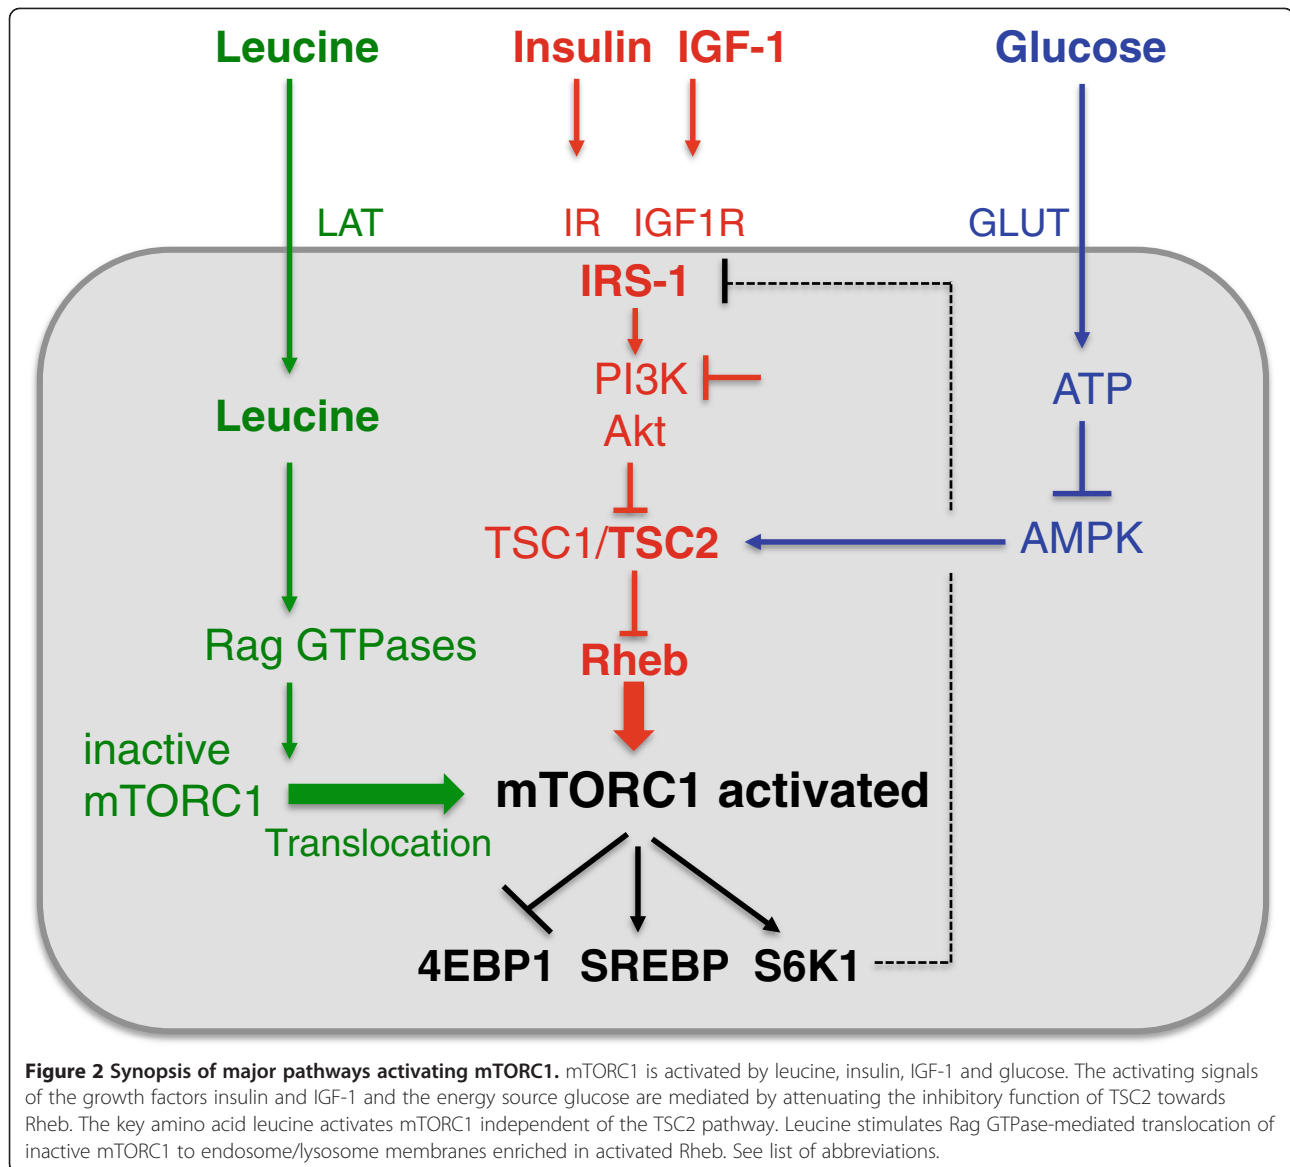 Leucine Insulin IGF-1 Glucose
LAT IR IGF1R GLUT
IRS-1
PI3K
ATP
Leucine Akt
TSC1/TSC2 AMPK
Rag GTPases Rheb
inactive
mTORC1 mTORC1 activated
Translocation
4EBP1 SREBP S6K1
Figure 2 Synopsis of major pathways activating mTORC1. mTORC1 is activated by leucine, insulin, IGF-1 and glucose. The activating signals
of the growth factors insulin and IGF-1 and the energy source glucose are mediated by attenuating the inhibitory function of TSC2 towards
Rheb. The key amino acid leucine activates mTORC1 independent of the TSC2 pathway. Leucine stimulates Rag GTPase-mediated translocation of
inactive mTORC1 to endosome/lysosome membranes enriched in activated Rheb. See list of abbreviations.